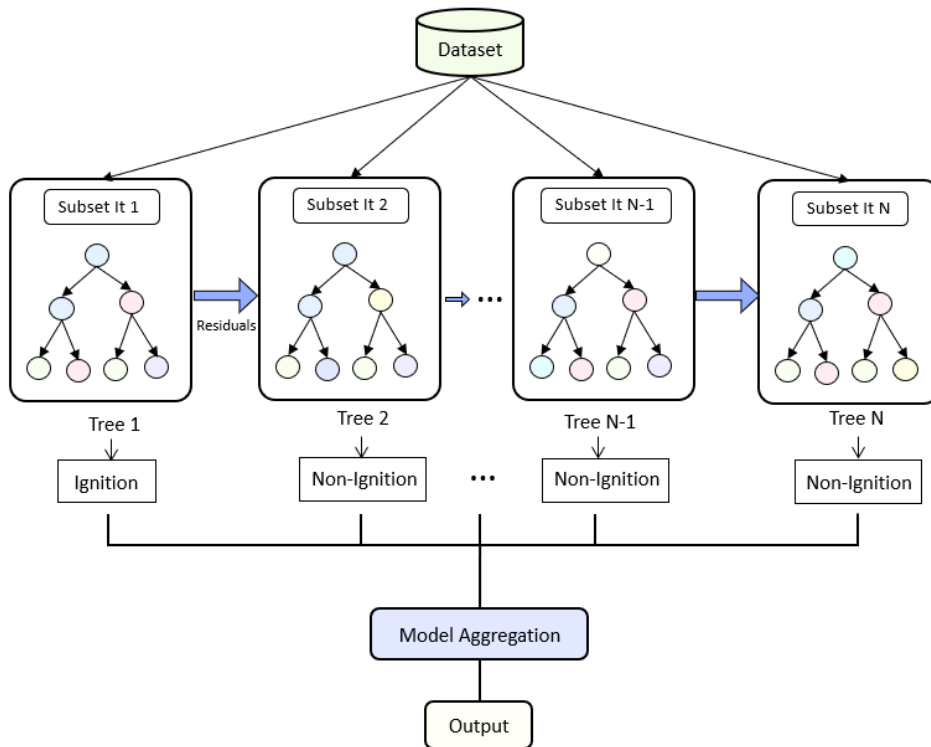 Dataset
Subset It 1
Subset It 2
Subset It N-1
Subset It N
Residuals
...
Tree 1
Tree 2
Tree N-1
Tree N
Ignition
Non-Ignition
...
Non-Ignition
Non-Ignition
Model Aggregation
Output